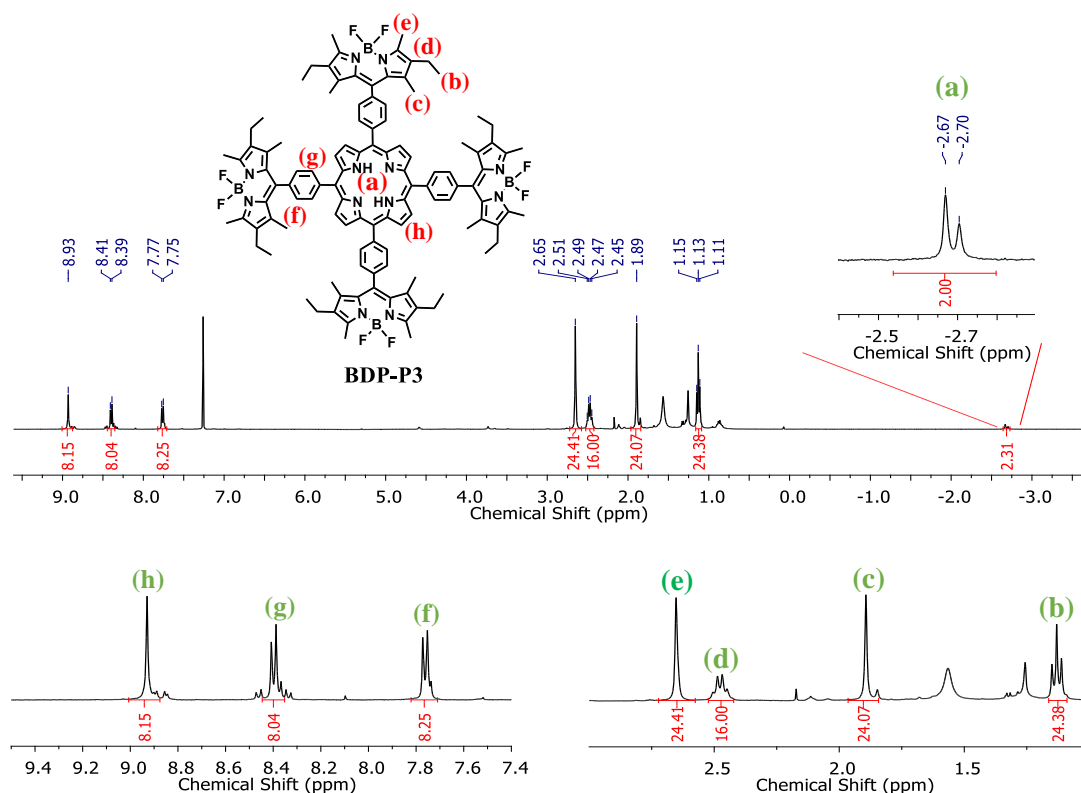 F F (e)
B
N N (d)
(b)
(c)
(g)
N NH N F
F B (a) B
F N HN N F
(f) (h)
N N
B
F F
BDP-P3
(a)
-2.67
-2.70
2.00
-2.5 -2.7
Chemical Shift (ppm)
8.93
8.41
8.39
7.77
7.75
2.65
2.51
2.49
2.47
2.45
1.89
1.15
1.13
1.11
8.15 8.04 8.25 24.41 16.00 24.07 24.38 2.31
9.0 8.0 7.0 6.0 5.0 4.0 3.0 2.0 1.0 0.0 -1.0 -2.0 -3.0
Chemical Shift (ppm)
(h) (g) (f)
8.15 8.04 8.25
9.4 9.2 9.0 8.8 8.6 8.4 8.2 8.0 7.8 7.6 7.4
Chemical Shift (ppm)
(e) (d) (c) (b)
24.41 16.00 24.07 24.38
2.5 2.0 1.5
Chemical Shift (ppm)